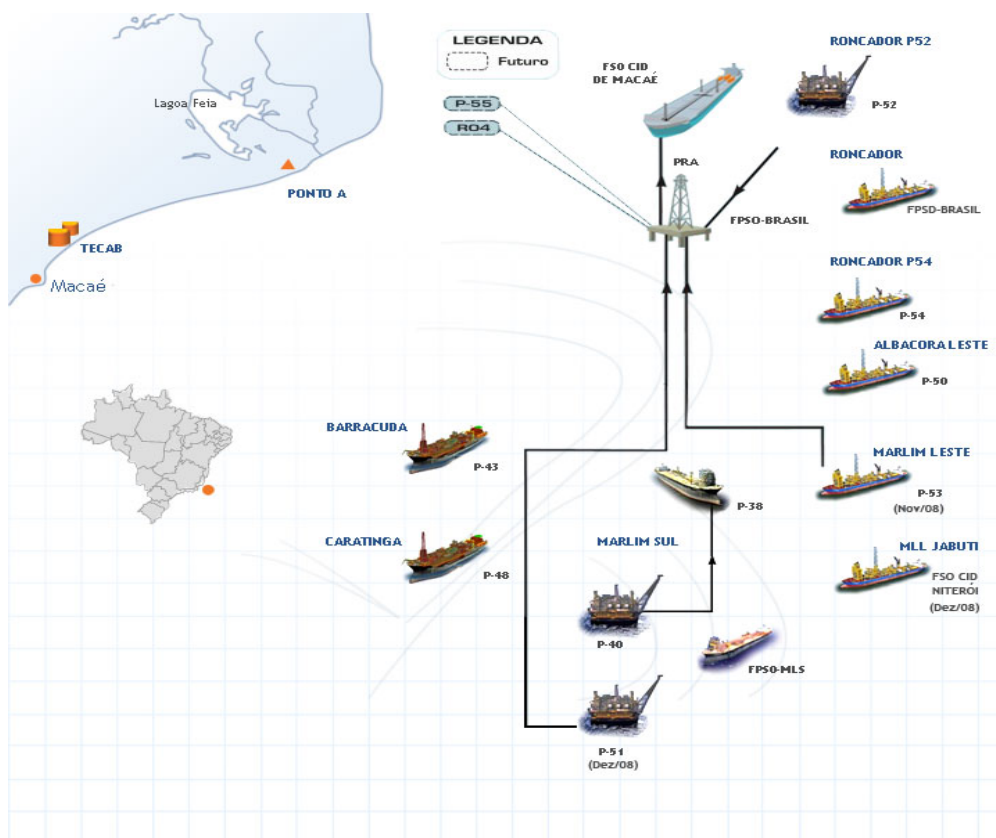 LEGENDA
Futuro
P-55
RO4
FSO CID
DE MACAÉ
RONCADOR P52
P-52
Lagoa Feia
PONTO A
TECAB
Macaé
PRA
FPSO-BRASIL
RONCADOR
FPSO-BRASIL
RONCADOR P54
P-54
ALBACORA LESTE
P-50
BARRACUBA
P-43
MARLIM LESTE
P-53
(Nov/08)
P-38
CARATINGA
P-48
MARLIM SUL
P-40
FPSO-MLS
MLL JABUTI
FSO CID
NITERÓI
(Dez/08)
P-51
(Dez/08)